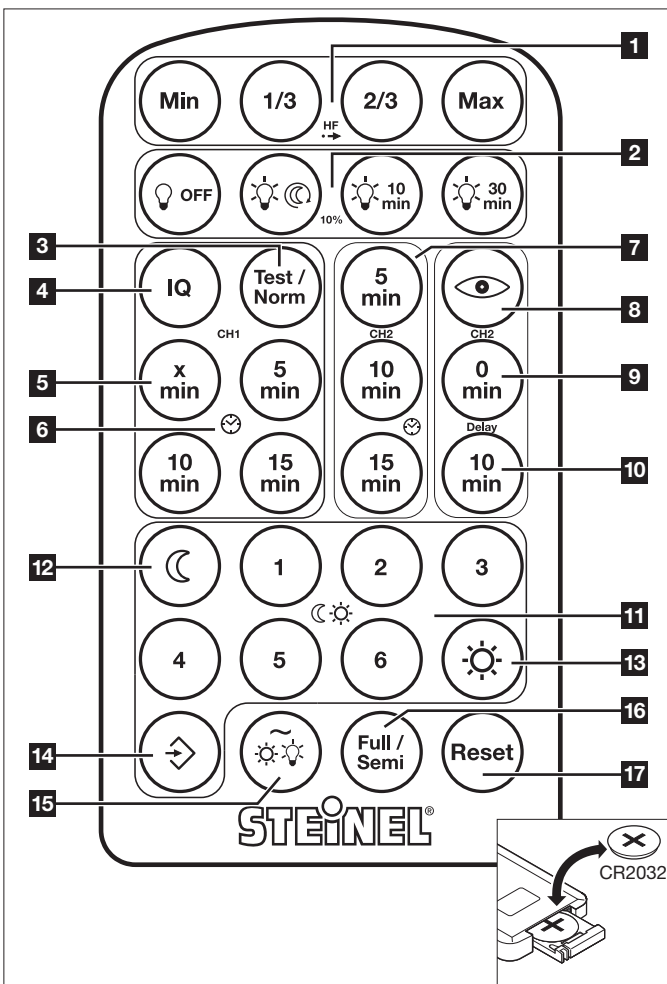 1
Min 1/3 2/3 Max
HF
2
OFF 10 min 30 min
10%
3
4
IQ Test / Norm
5 min
7
8
CH1
CH2
CH2
5
x min
5 min
10 min
0 min
9
6
Delay
10 min
15 min
15 min
10 min
10
12
1 2 3
11
4 5 6
13
14
15
Full / Semi
16
Reset
17
STEINEL®
CR2032